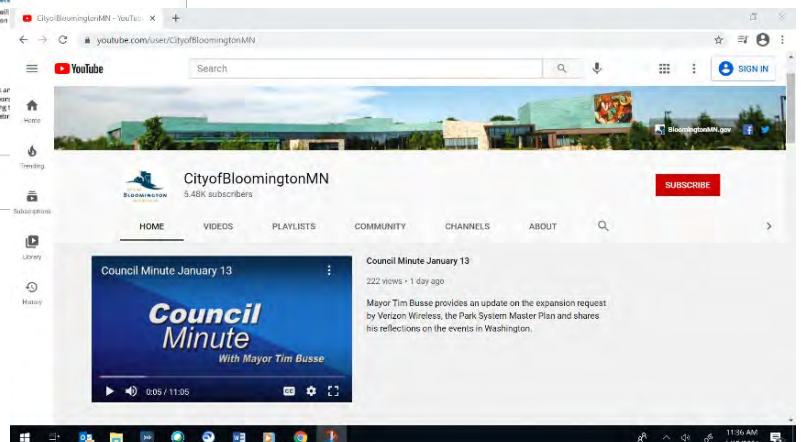 CityofBloomingtonMN - YouTube
youtube.com/user/CityofBloomingtonMN
YouTube
Search
SIGN IN
Home
Trending
Subscriptions
Library
History
BloomingtonMN.gov
BLOOMINGTON
CityofBloomingtonMN
5.48K subscribers
SUBSCRIBE
HOME VIDEOS PLAYLISTS COMMUNITY CHANNELS ABOUT
Council Minute January 13
Council
Minute
With Mayor Tim Busse
0:05 / 11:05
CC
Council Minute January 13
222 views • 1 day ago
Mayor Tim Busse provides an update on the expansion request
by Verizon Wireless, the Park System Master Plan and shares
his reflections on the events in Washington.
11:36 AM